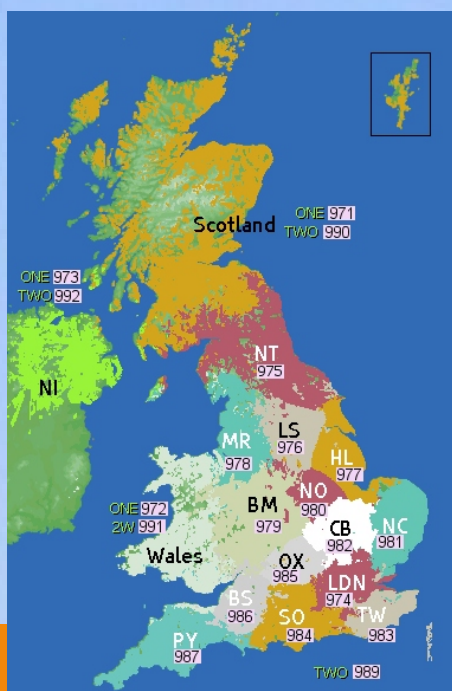 ONE 971
Scotland
TWO 990
ONE 973
TWO 992
NT
975
NI
LS
976
MR
978
HL
977
NO
980
BM
979
ONE 972
2W 991
CB
982
NC
981
Wales
OX
985
LDN
974
BS
986
SO
984
TW
983
PY
987
TWO 989